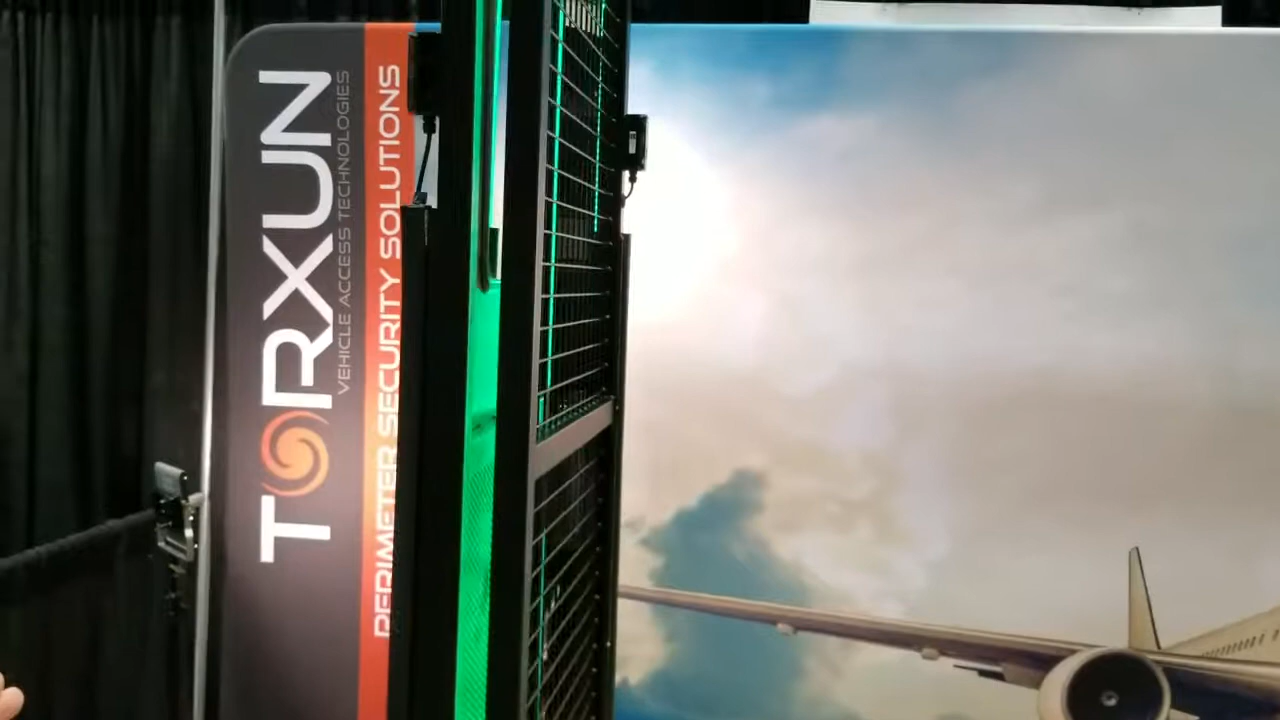 TORXUN
VEHICLE ACCESS TECHNOLOGIES
PERIMETER SECURITY SOLUTIONS